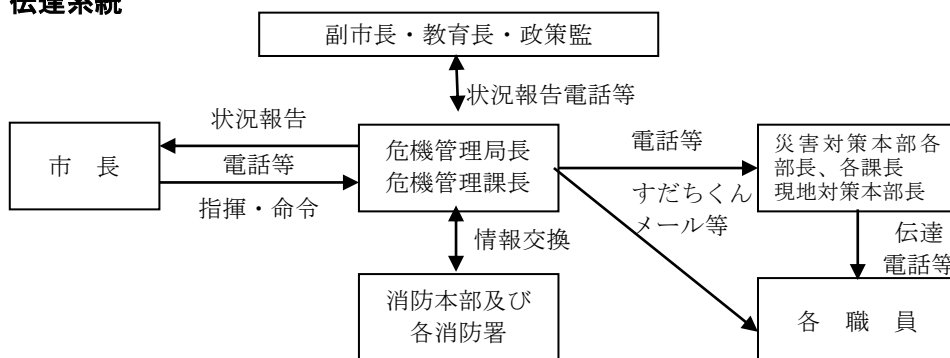 伝達系統
副市長・教育長・政策監
状況報告電話等
状況報告
電話等
指揮・命令
市 長
危機管理局長
危機管理課長
電話等
すだちくん
メール等
災害対策本部各
部長、各課長
現地対策本部長
情報交換
伝達
電話等
消防本部及び
各消防署
各 職 員